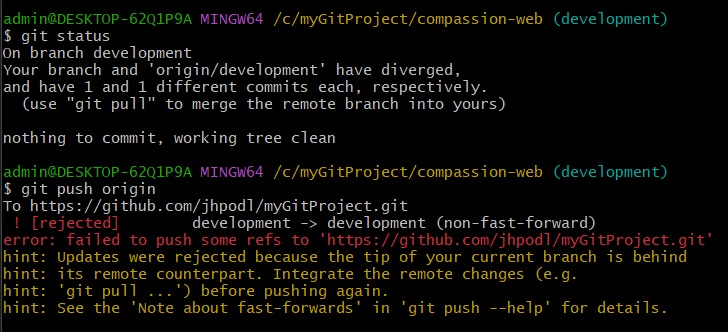 admin@DESKTOP-62Q1P9A MINGW64 /c/myGitProject/compassion-web (development)
$ git status
On branch development
Your branch and 'origin/development' have diverged,
and have 1 and 1 different commits each, respectively.
  (use "git pull" to merge the remote branch into yours)

nothing to commit, working tree clean

admin@DESKTOP-62Q1P9A MINGW64 /c/myGitProject/compassion-web (development)
$ git push origin
To https://github.com/jhpodl/myGitProject.git
 ! [rejected]        development -> development (non-fast-forward)
error: failed to push some refs to 'https://github.com/jhpodl/myGitProject.git'
hint: Updates were rejected because the tip of your current branch is behind
hint: its remote counterpart. Integrate the remote changes (e.g.
hint: 'git pull ...') before pushing again.
hint: See the 'Note about fast-forwards' in 'git push --help' for details.